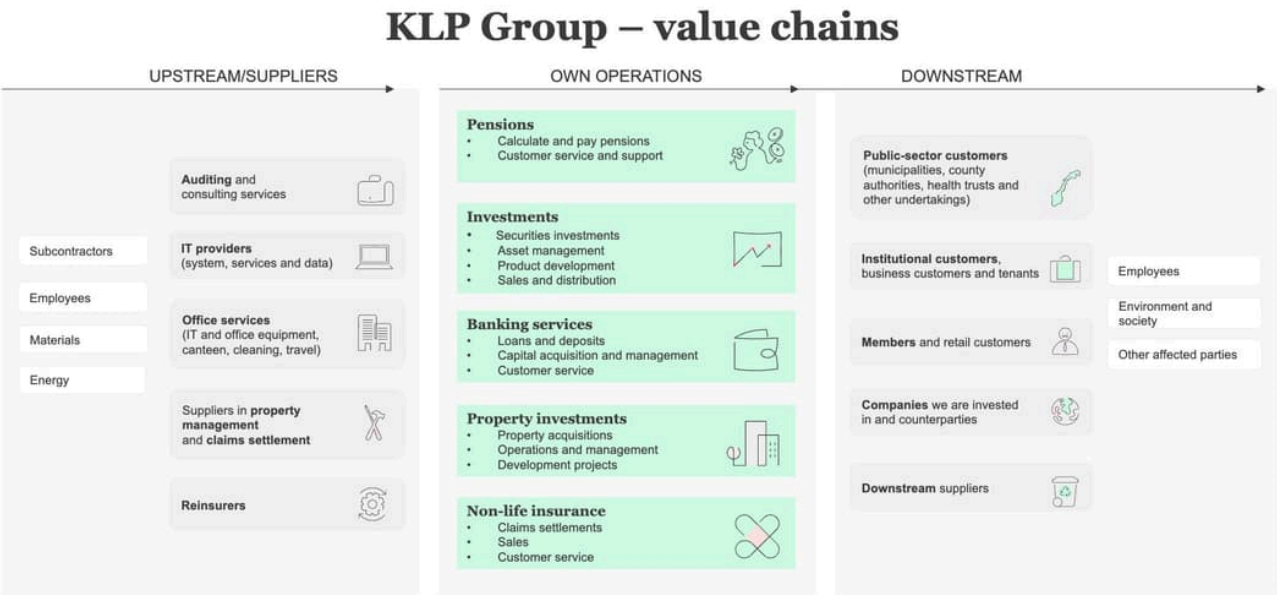 KLP Group – value chains
UPSTREAM/SUPPLIERS
OWN OPERATIONS
DOWNSTREAM
Subcontractors
Employees
Materials
Energy
Auditing and
consulting services
IT providers
(system, services and data)
Office services
(IT and office equipment,
canteen, cleaning, travel)
Suppliers in property
management
and claims settlement
Reinsurers
Pensions
• Calculate and pay pensions
• Customer service and support
Investments
• Securities investments
• Asset management
• Product development
• Sales and distribution
Banking services
• Loans and deposits
• Capital acquisition and management
• Customer service
Property investments
• Property acquisitions
• Operations and management
• Development projects
Non-life insurance
• Claims settlements
• Sales
• Customer service
Public-sector customers
(municipalities, county
authorities, health trusts and
other undertakings)
Institutional customers,
business customers and tenants
Members and retail customers
Companies we are invested
in and counterparties
Downstream suppliers
Employees
Environment and
society
Other affected parties